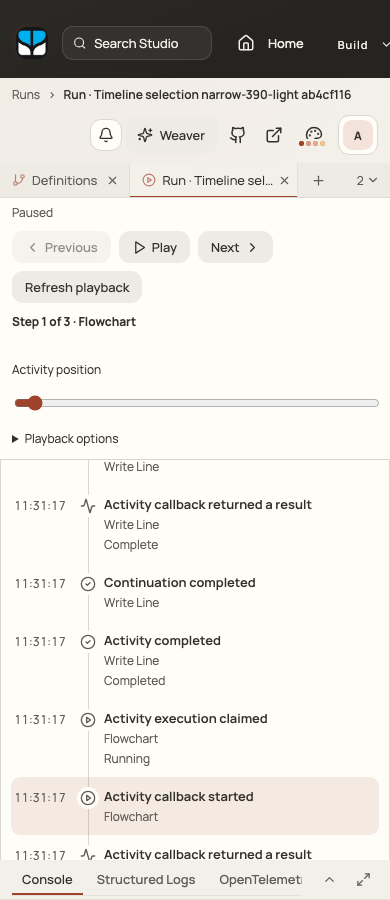 Search Studio
Home
Build
Runs > Run · Timeline selection narrow-390-light ab4cf116
Weaver
A
Definitions
Run · Timeline sel...
2
Paused
Previous
Play
Next
Refresh playback
Step 1 of 3 · Flowchart
Activity position
Playback options
Write Line
11:31:17 Activity callback returned a result
Write Line
Complete
11:31:17 Continuation completed
Write Line
11:31:17 Activity completed
Write Line
Completed
11:31:17 Activity execution claimed
Flowchart
Running
11:31:17 Activity callback started
Flowchart
11:31:17 Activity callback returned a result
Console
Structured Logs
OpenTelemet